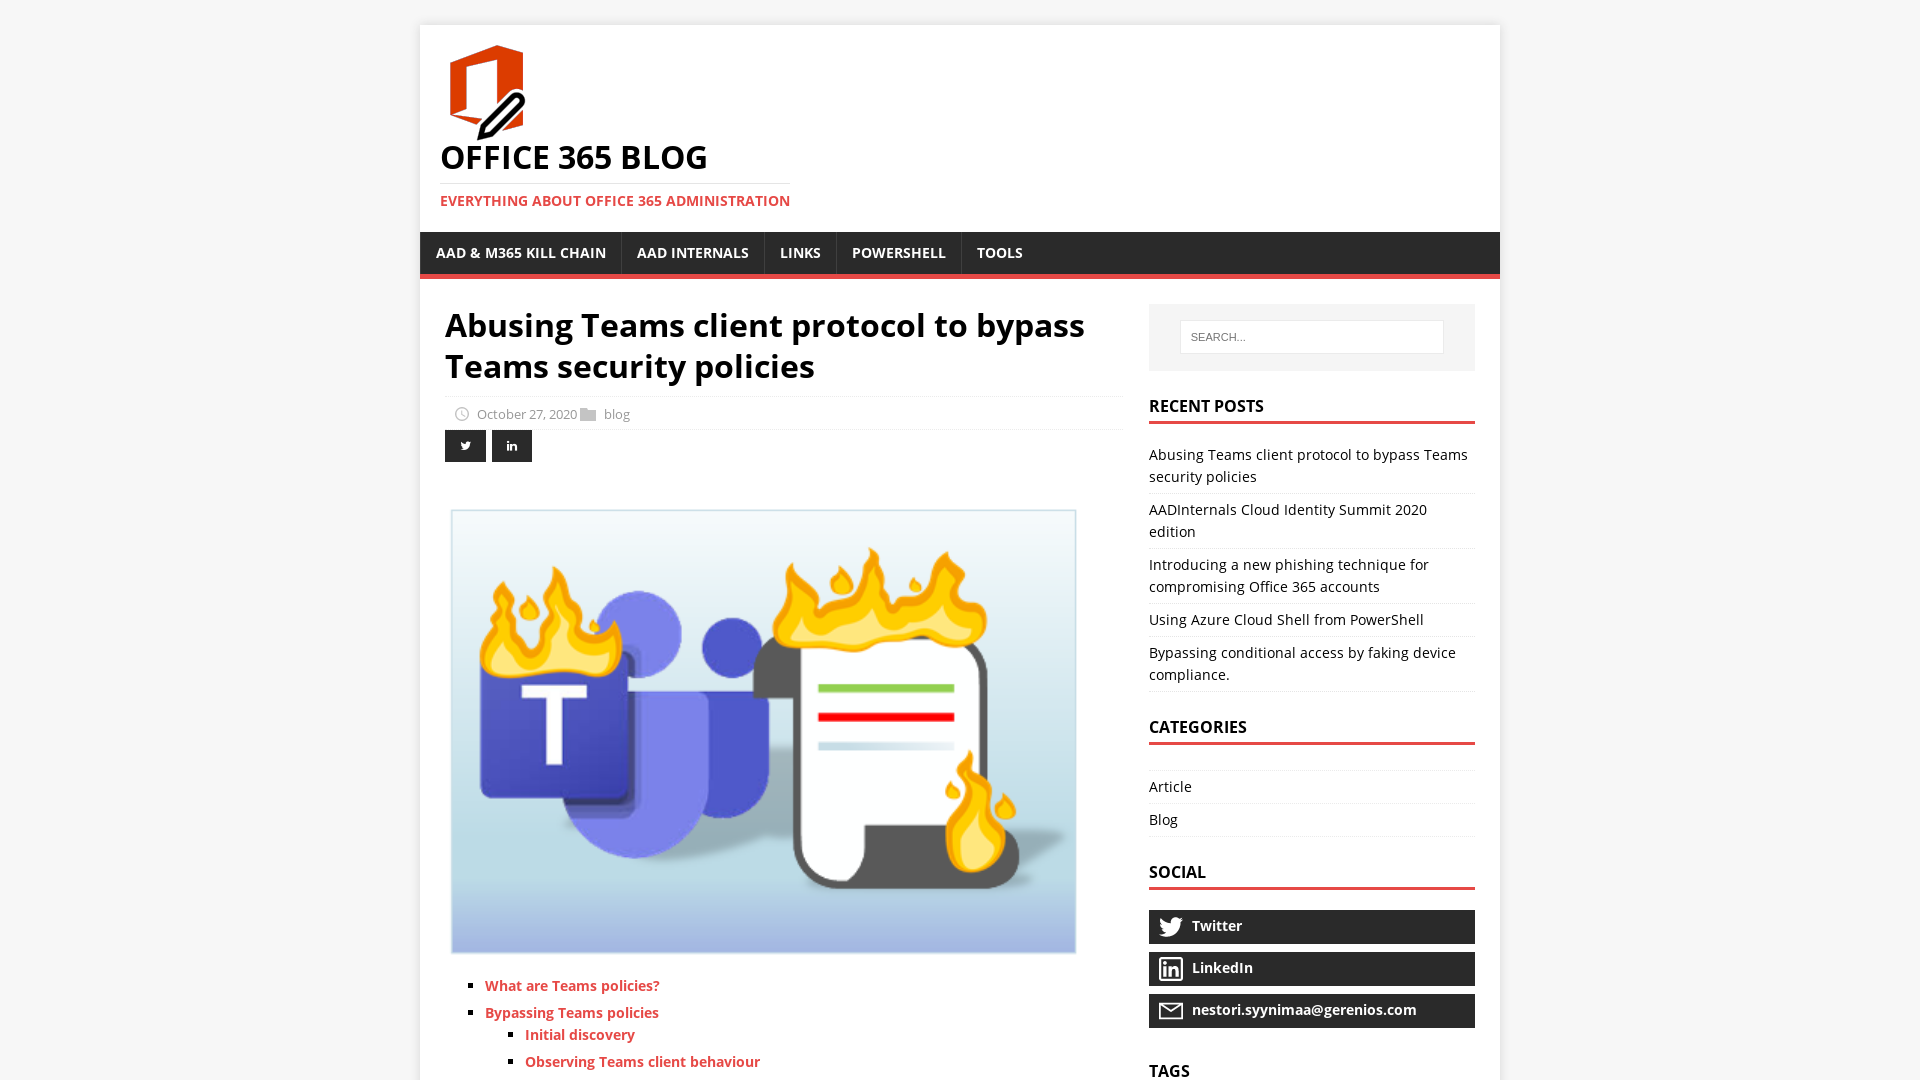 OFFICE 365 BLOG
EVERYTHING ABOUT OFFICE 365 ADMINISTRATION
AAD & M365 KILL CHAIN
AAD INTERNALS
LINKS
POWERSHELL
TOOLS
Abusing Teams client protocol to bypass
Teams security policies
October 27, 2020
blog
T
What are Teams policies?
Bypassing Teams policies
Initial discovery
Observing Teams client behaviour
SEARCH...
RECENT POSTS
Abusing Teams client protocol to bypass Teams
security policies
AADInternals Cloud Identity Summit 2020
edition
Introducing a new phishing technique for
compromising Office 365 accounts
Using Azure Cloud Shell from PowerShell
Bypassing conditional access by faking device
compliance.
CATEGORIES
Article
Blog
SOCIAL
Twitter
LinkedIn
nestori.syynimaa@gerenios.com
TAGS